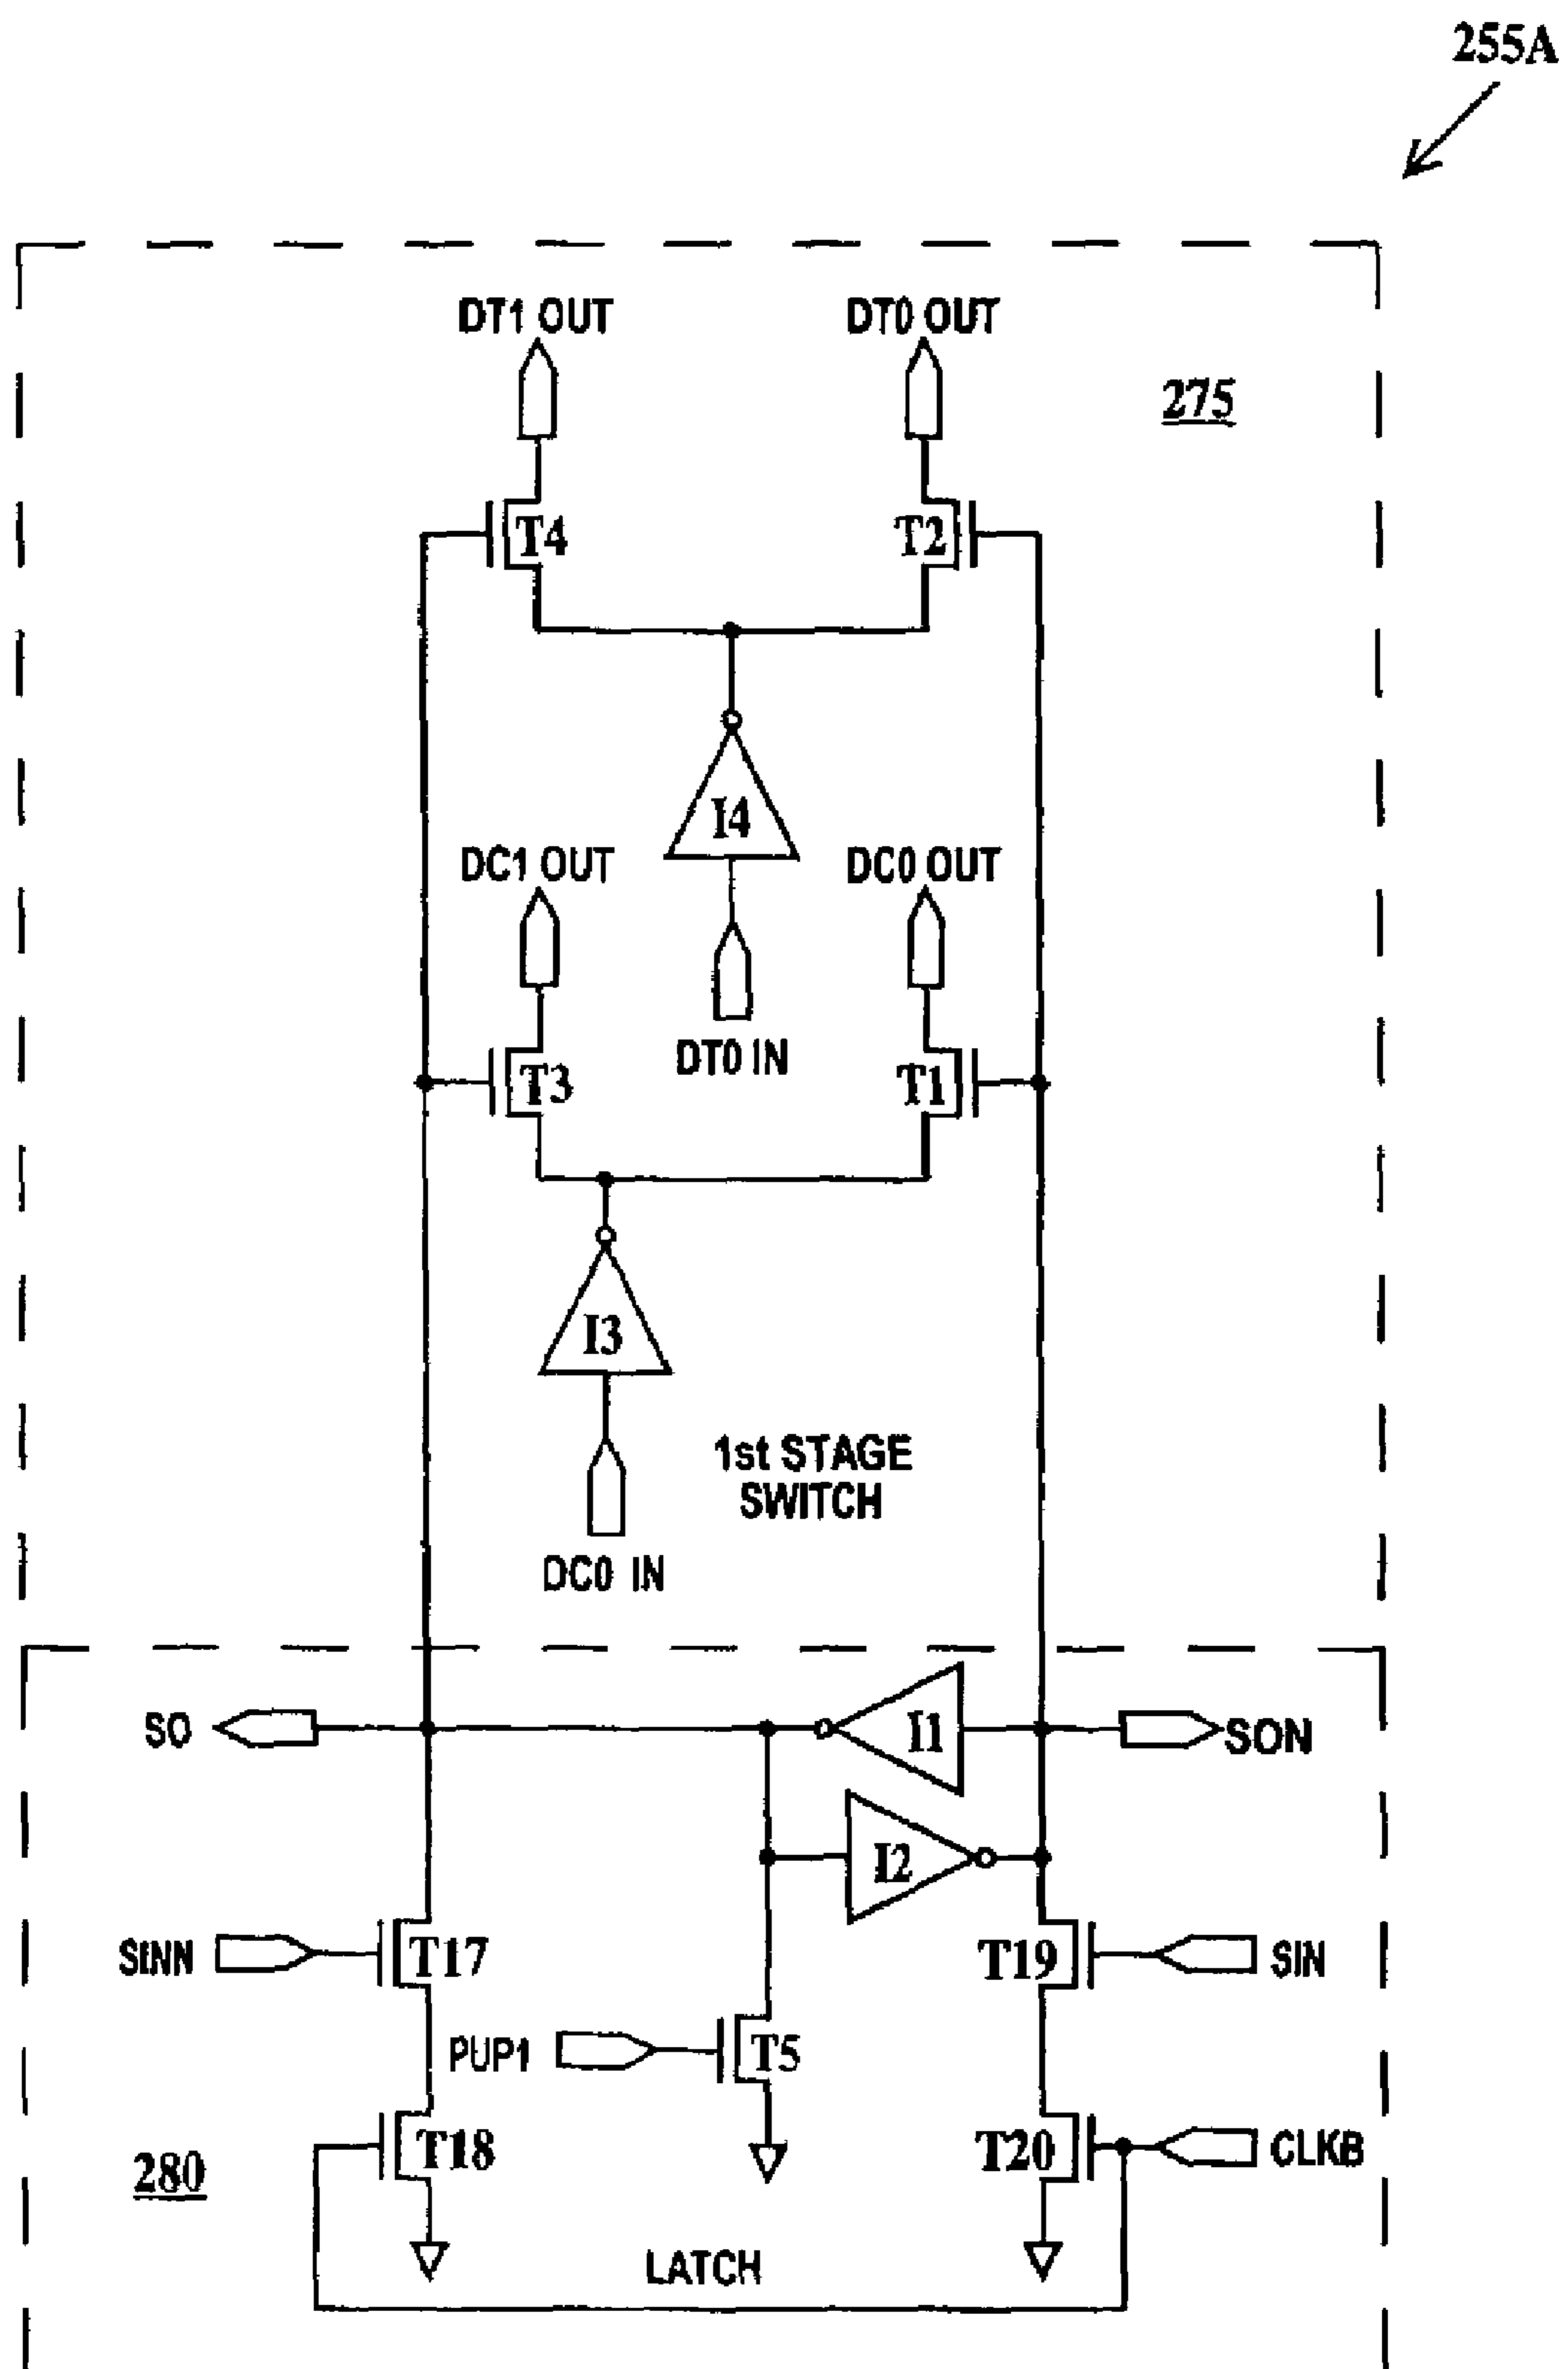 255A
DT1 OUT DT0 OUT
275
T4 T2
I4
DC1 OUT DC0 OUT
DT0 IN
T3 T1
I3
1st STAGE
SWITCH
DC0 IN
SO I1 SON
I2
SINN T17 T19 SIN
PUP1 T5
T18 T20 CLKB
280
LATCH